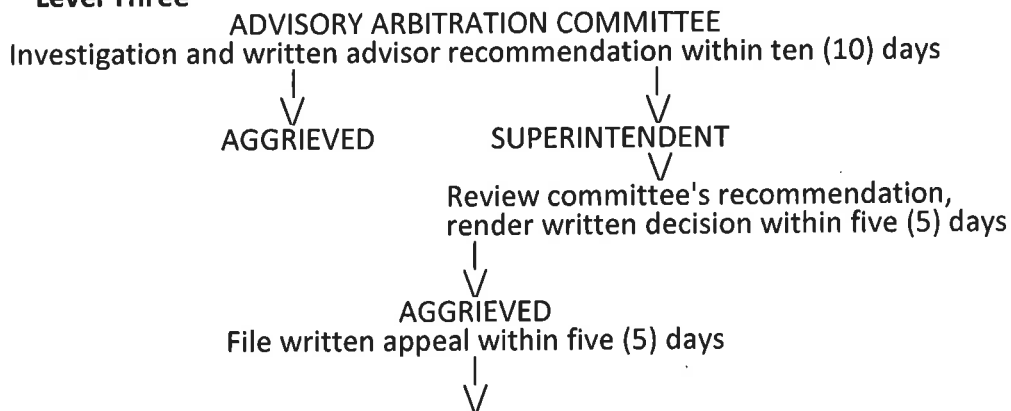 Level Three
ADVISORY ARBITRATION COMMITTEE
Investigation and written advisor recommendation within ten (10) days
AGGRIEVED SUPERINTENDENT
Review committee's recommendation,
render written decision within five (5) days
AGGRIEVED
File written appeal within five (5) days